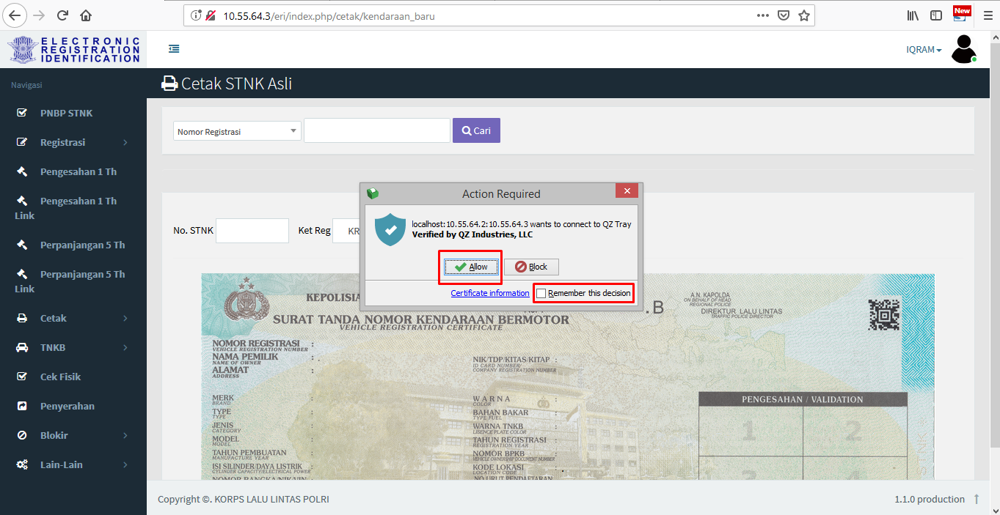 10.55.64.3/eri/index.php/cetak/kendaraan_baru
New
ELECTRONIC
REGISTRATION
IDENTIFICATION
IQRAM
Navigasi
Cetak STNK Asli
PNBP STNK
Registrasi
Pengesahan 1 Th
Pengesahan 1 Th
Link
Perpanjangan 5 Th
Perpanjangan 5 Th
Link
Cetak
TNKB
Cek Fisik
Penyerahan
Blokir
Lain-Lain
Nomor Registrasi
Cari
No. STNK
Ket Reg
KR
Action Required
localhost:10.55.64.2:10.55.64.3 wants to connect to QZ Tray
Verified by QZ Industries, LLC
Allow
Block
Certificate information
Remember this decision
KEPOLISIA
.B
A.N. KAPOLDA
ON BEHALF OF HEAD
REGIONAL POLICE
DIREKTUR LALU LINTAS
TRAFFIC POLICE DIRECTOR
SURAT TANDA NOMOR KENDARAAN BERMOTOR
VEHICLE REGISTRATION CERTIFICATE
NOMOR REGISTRASI :
VEHICLE REGISTRATION NUMBER
NAMA PEMILIK :
NAME OF OWNER
ALAMAT :
ADDRESS
MERK :
BRAND
TYPE :
TYPE
JENIS :
CATEGORY
MODEL :
MODEL
TAHUN PEMBUATAN :
MANUFACTURE YEAR
ISI SILINDER/DAYA LISTRIK :
CYLINDER CAPACITY/ELECTRICAL POWER
NOMOR RANGKA/NIK/VIN
NIK/TDP/KITAS/KITAP :
ID CARD NUMBER/
COMPANY REGISTRATION NUMBER
WARNA :
COLOR
BAHAN BAKAR :
TYPE FUEL
WARNA TNKB :
LISENCE PLATE COLOR
TAHUN REGISTRASI :
REGISTRATION YEAR
NOMOR BPKB :
VEHICLE OWNERSHIP DOCUMENT NUMBER
KODE LOKASI :
LOCATION CODE
NO.URUT PENDAFTARAN
PENGESAHAN / VALIDATION
1
2
3
4
STNK
Copyright ©. KORPS LALU LINTAS POLRI
1.1.0 production